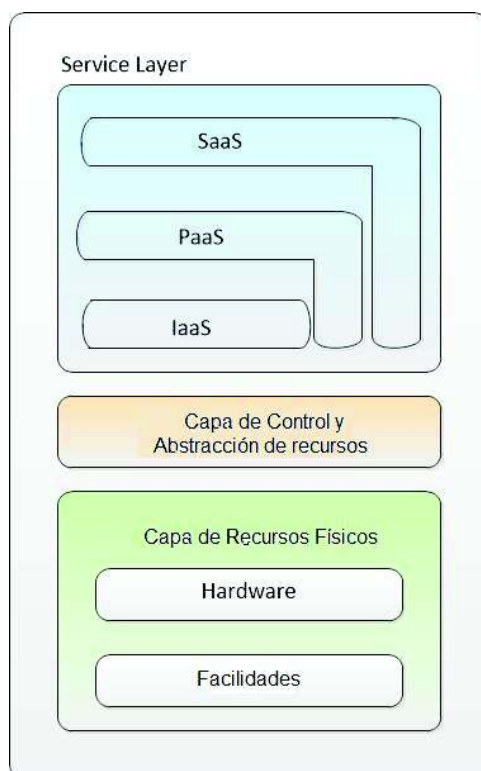 Service Layer
SaaS
PaaS
IaaS
Capa de Control y
Abstracción de recursos
Capa de Recursos Físicos
Hardware
Facilidades